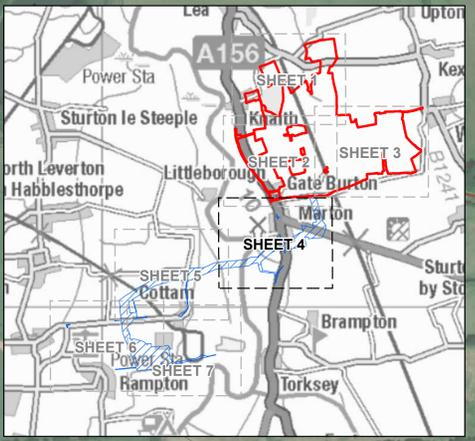 Lea
Upton
A156
Power Sta
SHEET 1
Kex
Sturton le Steeple
Knaith
orth Leverton
Habblesthorpe
SHEET 2
SHEET 3
Littleborough
Gate Burton
B1241
Marton
SHEET 4
SHEET 5
Cottam
Sturt
by Sto
Brampton
SHEET 6
Power Sta
SHEET 7
Rampton
Torksey